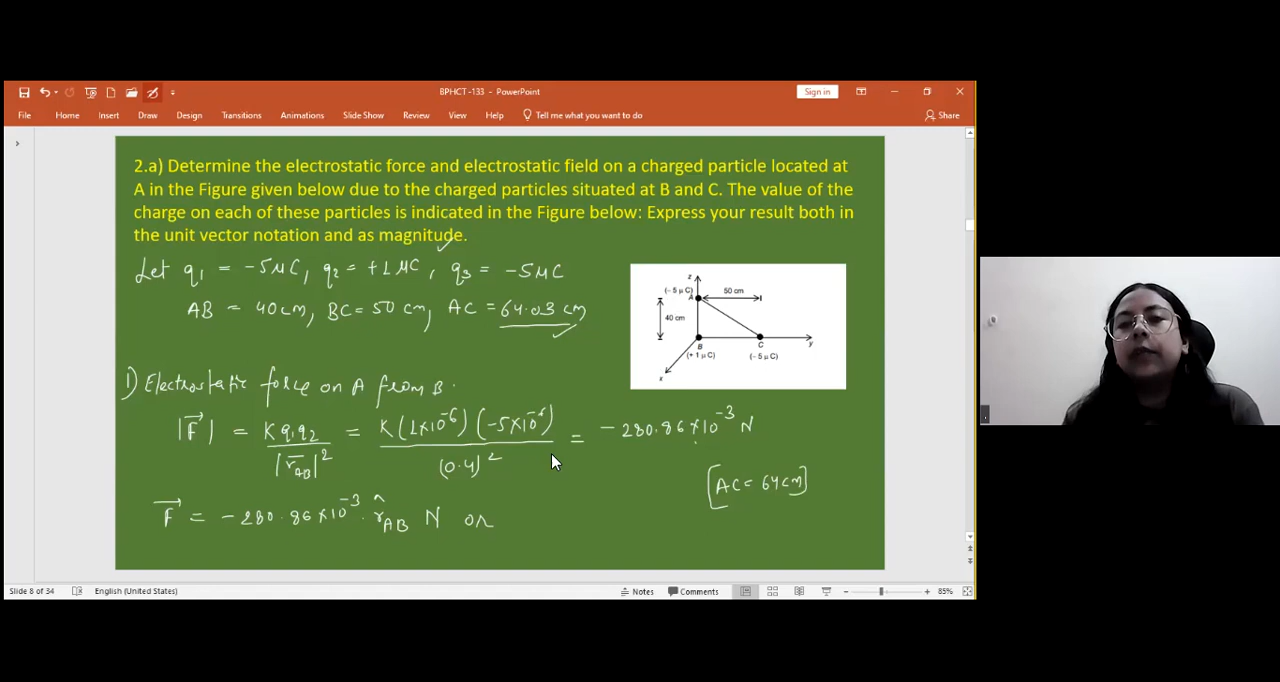 BPHCT-133 - PowerPoint
Sign in
File Home Insert Draw Design Transitions Animations Slide Show Review View Help Tell me what you want to do Share
2.a) Determine the electrostatic force and electrostatic field on a charged particle located at
A in the Figure given below due to the charged particles situated at B and C. The value of the
charge on each of these particles is indicated in the Figure below: Express your result both in
the unit vector notation and as magnitude.
Let q₁ = -5μC, q₂ = +1μC, q₃ = -5μC
AB = 40cm, BC = 50 cm, AC = 64.03 cm
z
(-5 μ C)
A
50 cm
40 cm
B
C
y
(+ 1 μ C)
(-5 μ C)
x
1) Electrostatic force on A from B.
|F⃗| = Kq₁q₂ / |r⃗_AB|² = K(1×10⁻⁶)(-5×10⁻⁶) / (0.4)² = -280.86×10⁻³ N
[AC = 64cm]
F⃗ = -280.86×10⁻³. r̂_AB N or
Slide 8 of 34 English (United States) Notes Comments 85%